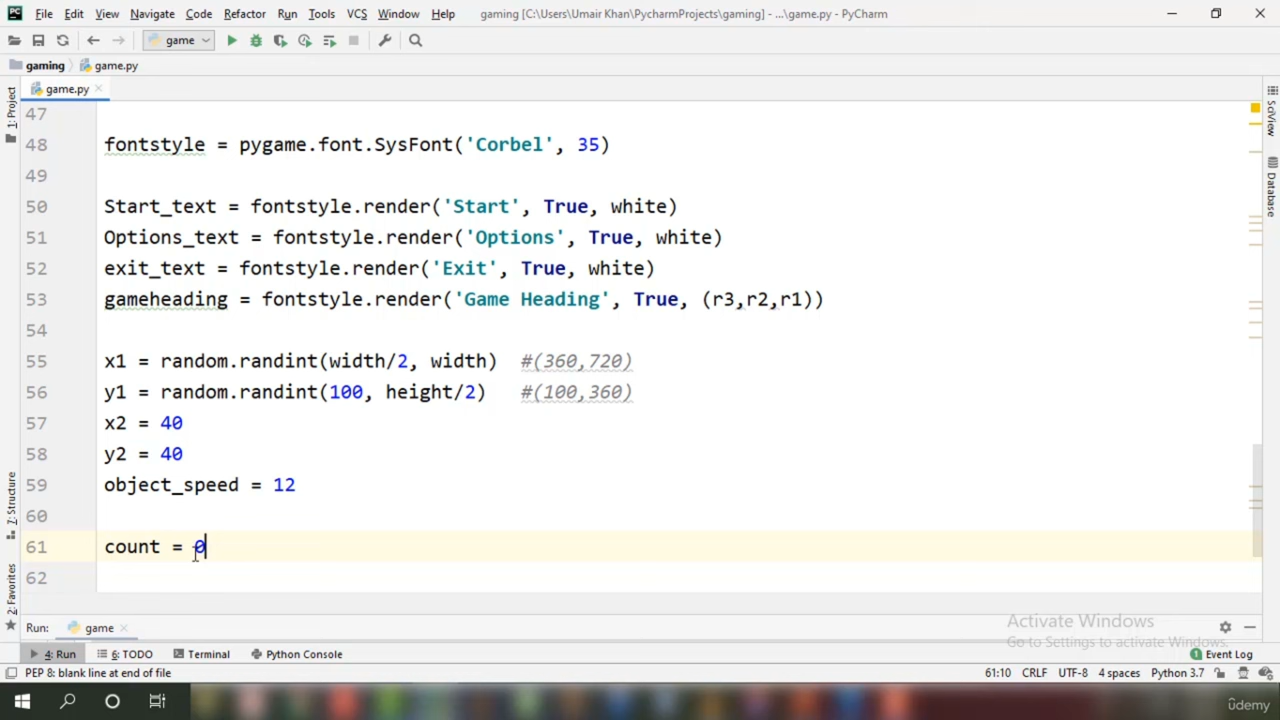 File Edit View Navigate Code Refactor Run Tools VCS Window Help gaming [C:\Users\Umair Khan\PycharmProjects\gaming] - ...\game.py - PyCharm
game
gaming game.py
game.py
1: Project
SciView
Database
47
48 fontstyle = pygame.font.SysFont('Corbel', 35)
49
50 Start_text = fontstyle.render('Start', True, white)
51 Options_text = fontstyle.render('Options', True, white)
52 exit_text = fontstyle.render('Exit', True, white)
53 gameheading = fontstyle.render('Game Heading', True, (r3,r2,r1))
54
55 x1 = random.randint(width/2, width) #(360,720)
56 y1 = random.randint(100, height/2) #(100,360)
57 x2 = 40
58 y2 = 40
59 object_speed = 12
60
61 count = 0
62
7: Structure
2: Favorites
Run: game
Activate Windows
Go to Settings to activate Windows.
4: Run 6: TODO Terminal Python Console 1 Event Log
PEP 8: blank line at end of file 61:10 CRLF UTF-8 4 spaces Python 3.7
ûdemy